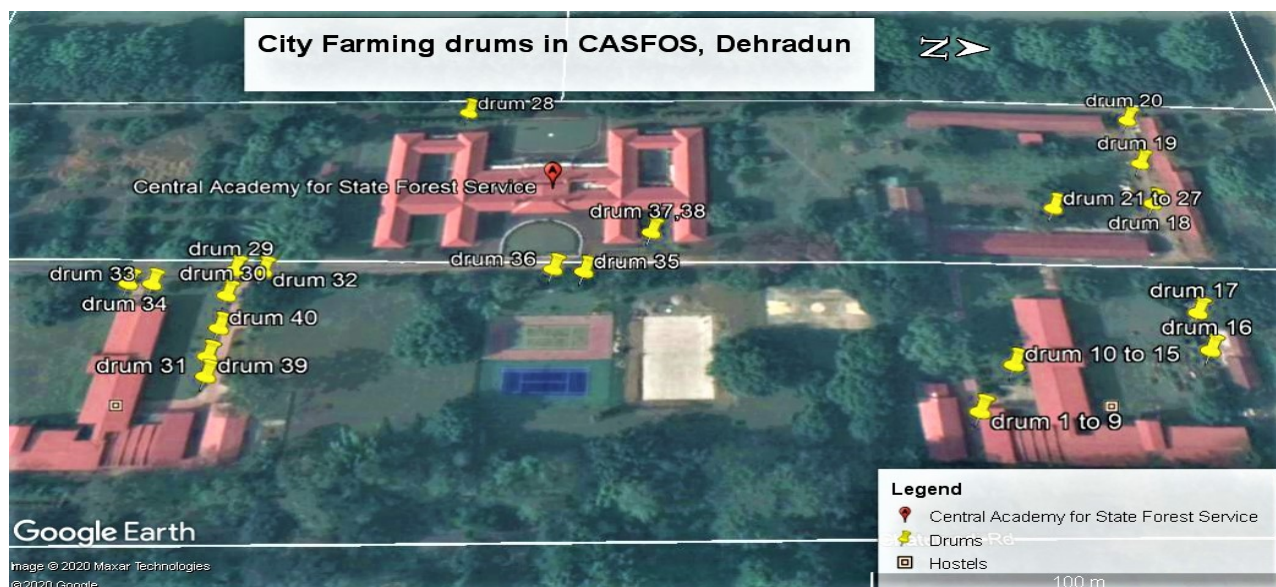 City Farming drums in CASFOS, Dehradun
N
drum 28
drum 20
drum 19
Central Academy for State Forest Service
drum 21 to 27
drum 37,38
drum 18
drum 29
drum 36
drum 35
drum 33
drum 30
drum 32
drum 34
drum 17
drum 40
drum 16
drum 10 to 15
drum 31
drum 39
drum 1 to 9
Legend
Central Academy for State Forest Service
Drums
Rd
Hostels
Google Earth
Image © 2020 Maxar Technologies
© 2020 Google
100 m